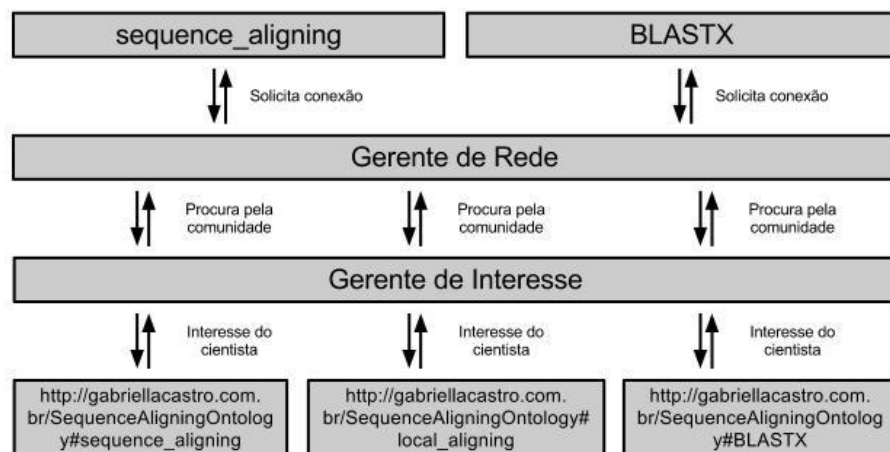 sequence_aligning
BLASTX
Solicita conexão
Solicita conexão
Gerente de Rede
Procura pela
comunidade
Procura pela
comunidade
Procura pela
comunidade
Gerente de Interesse
Interesse do
cientista
Interesse do
cientista
Interesse do
cientista
http://gabriellacastro.com.
br/SequenceAligningOntolog
y#sequence_aligning
http://gabriellacastro.com.
br/SequenceAligningOntology#
local_aligning
http://gabriellacastro.com.
br/SequenceAligningOntolog
y#BLASTX